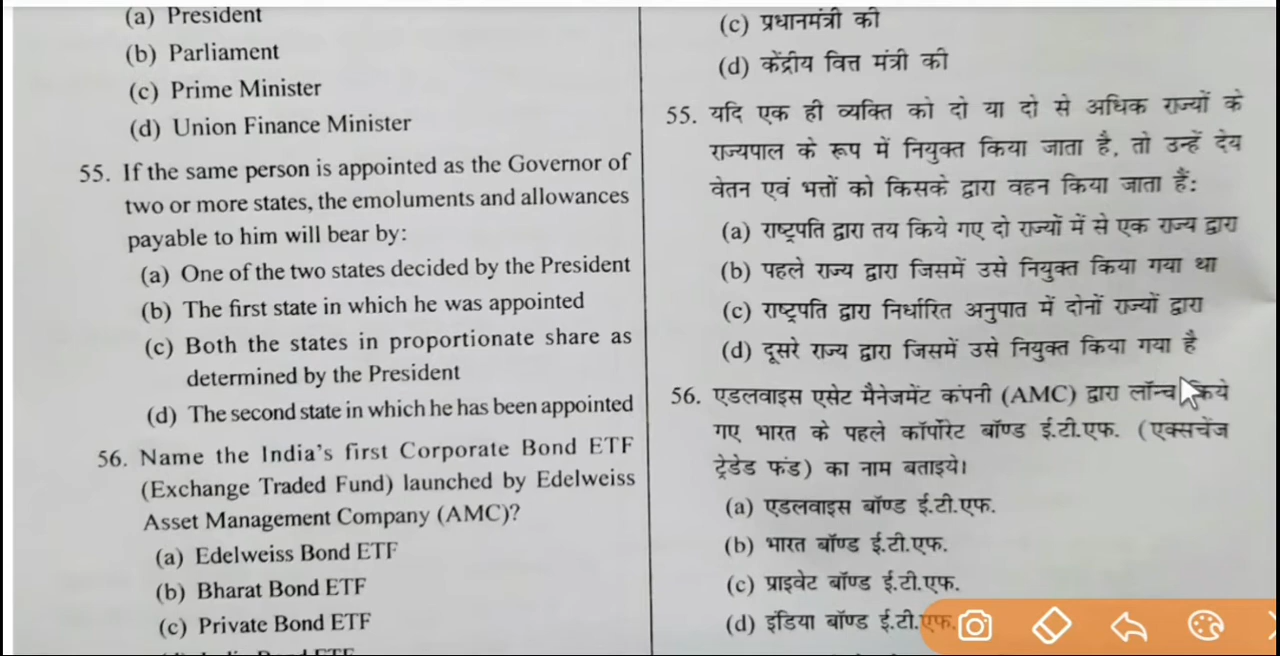 (a) President
(b) Parliament
(c) Prime Minister
(d) Union Finance Minister
55. If the same person is appointed as the Governor of
two or more states, the emoluments and allowances
payable to him will bear by:
(a) One of the two states decided by the President
(b) The first state in which he was appointed
(c) Both the states in proportionate share as
determined by the President
(d) The second state in which he has been appointed
56. Name the India's first Corporate Bond ETF
(Exchange Traded Fund) launched by Edelweiss
Asset Management Company (AMC)?
(a) Edelweiss Bond ETF
(b) Bharat Bond ETF
(c) Private Bond ETF
(c) प्रधानमंत्री की
(d) केंद्रीय वित्त मंत्री की
55. यदि एक ही व्यक्ति को दो या दो से अधिक राज्यों के
राज्यपाल के रूप में नियुक्त किया जाता है, तो उन्हें देय
वेतन एवं भत्तों को किसके द्वारा वहन किया जाता हैं:
(a) राष्ट्रपति द्वारा तय किये गए दो राज्यों में से एक राज्य द्वारा
(b) पहले राज्य द्वारा जिसमें उसे नियुक्त किया गया था
(c) राष्ट्रपति द्वारा निर्धारित अनुपात में दोनों राज्यों द्वारा
(d) दूसरे राज्य द्वारा जिसमें उसे नियुक्त किया गया है
56. एडलवाइस एसेट मैनेजमेंट कंपनी (AMC) द्वारा लॉन्च किये
गए भारत के पहले कॉर्पोरेट बॉण्ड ई.टी.एफ. (एक्सचेंज
ट्रेडेड फंड) का नाम बताइये।
(a) एडलवाइस बॉण्ड ई.टी.एफ.
(b) भारत बॉण्ड ई.टी.एफ.
(c) प्राइवेट बॉण्ड ई.टी.एफ.
(d) इंडिया बॉण्ड ई.टी.एफ.